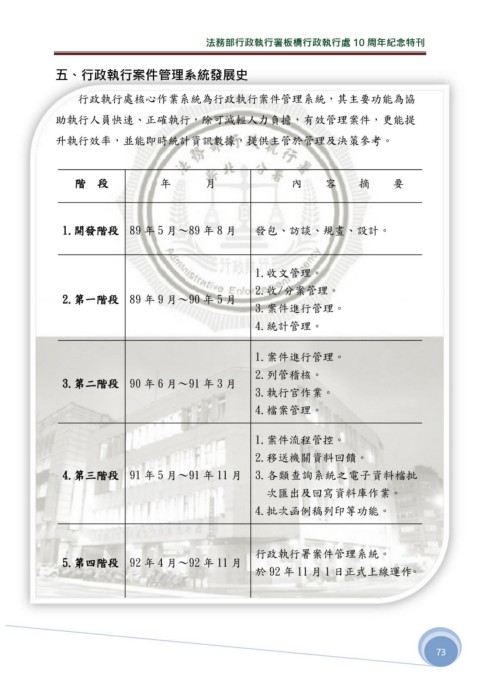 法務部行政執行署板橋行政執行處 10 周年紀念特刊
五、行政執行案件管理系統發展史
行政執行處核心作業系統為行政執行案件管理系統，其主要功能為協
助執行人員快速、正確執行，除可減輕人力負擔，有效管理案件，更能提
升執行效率，並能即時統計資訊數據，提供主管於管理及決策參考。
階 段 年 月 內 容 摘 要
1.開發階段 89 年 5 月～89 年 8 月 發包、訪談、規畫、設計。
2.第一階段 89 年 9 月～90 年 5 月
1.收文管理。
2.收/分案管理。
3.案件進行管理。
4.統計管理。
3.第二階段 90 年 6 月～91 年 3 月
1.案件進行管理。
2.列管稽核。
3.執行官作業。
4.檔案管理。
4.第三階段 91 年 5 月～91 年 11 月
1.案件流程管控。
2.移送機關資料回饋。
3.各類查詢系統之電子資料檔批
次匯出及回寫資料庫作業。
4.批次函例稿列印等功能。
5.第四階段 92 年 4 月～92 年 11 月
行政執行署案件管理系統。
於 92 年 11 月 1 日正式上線運作。
73